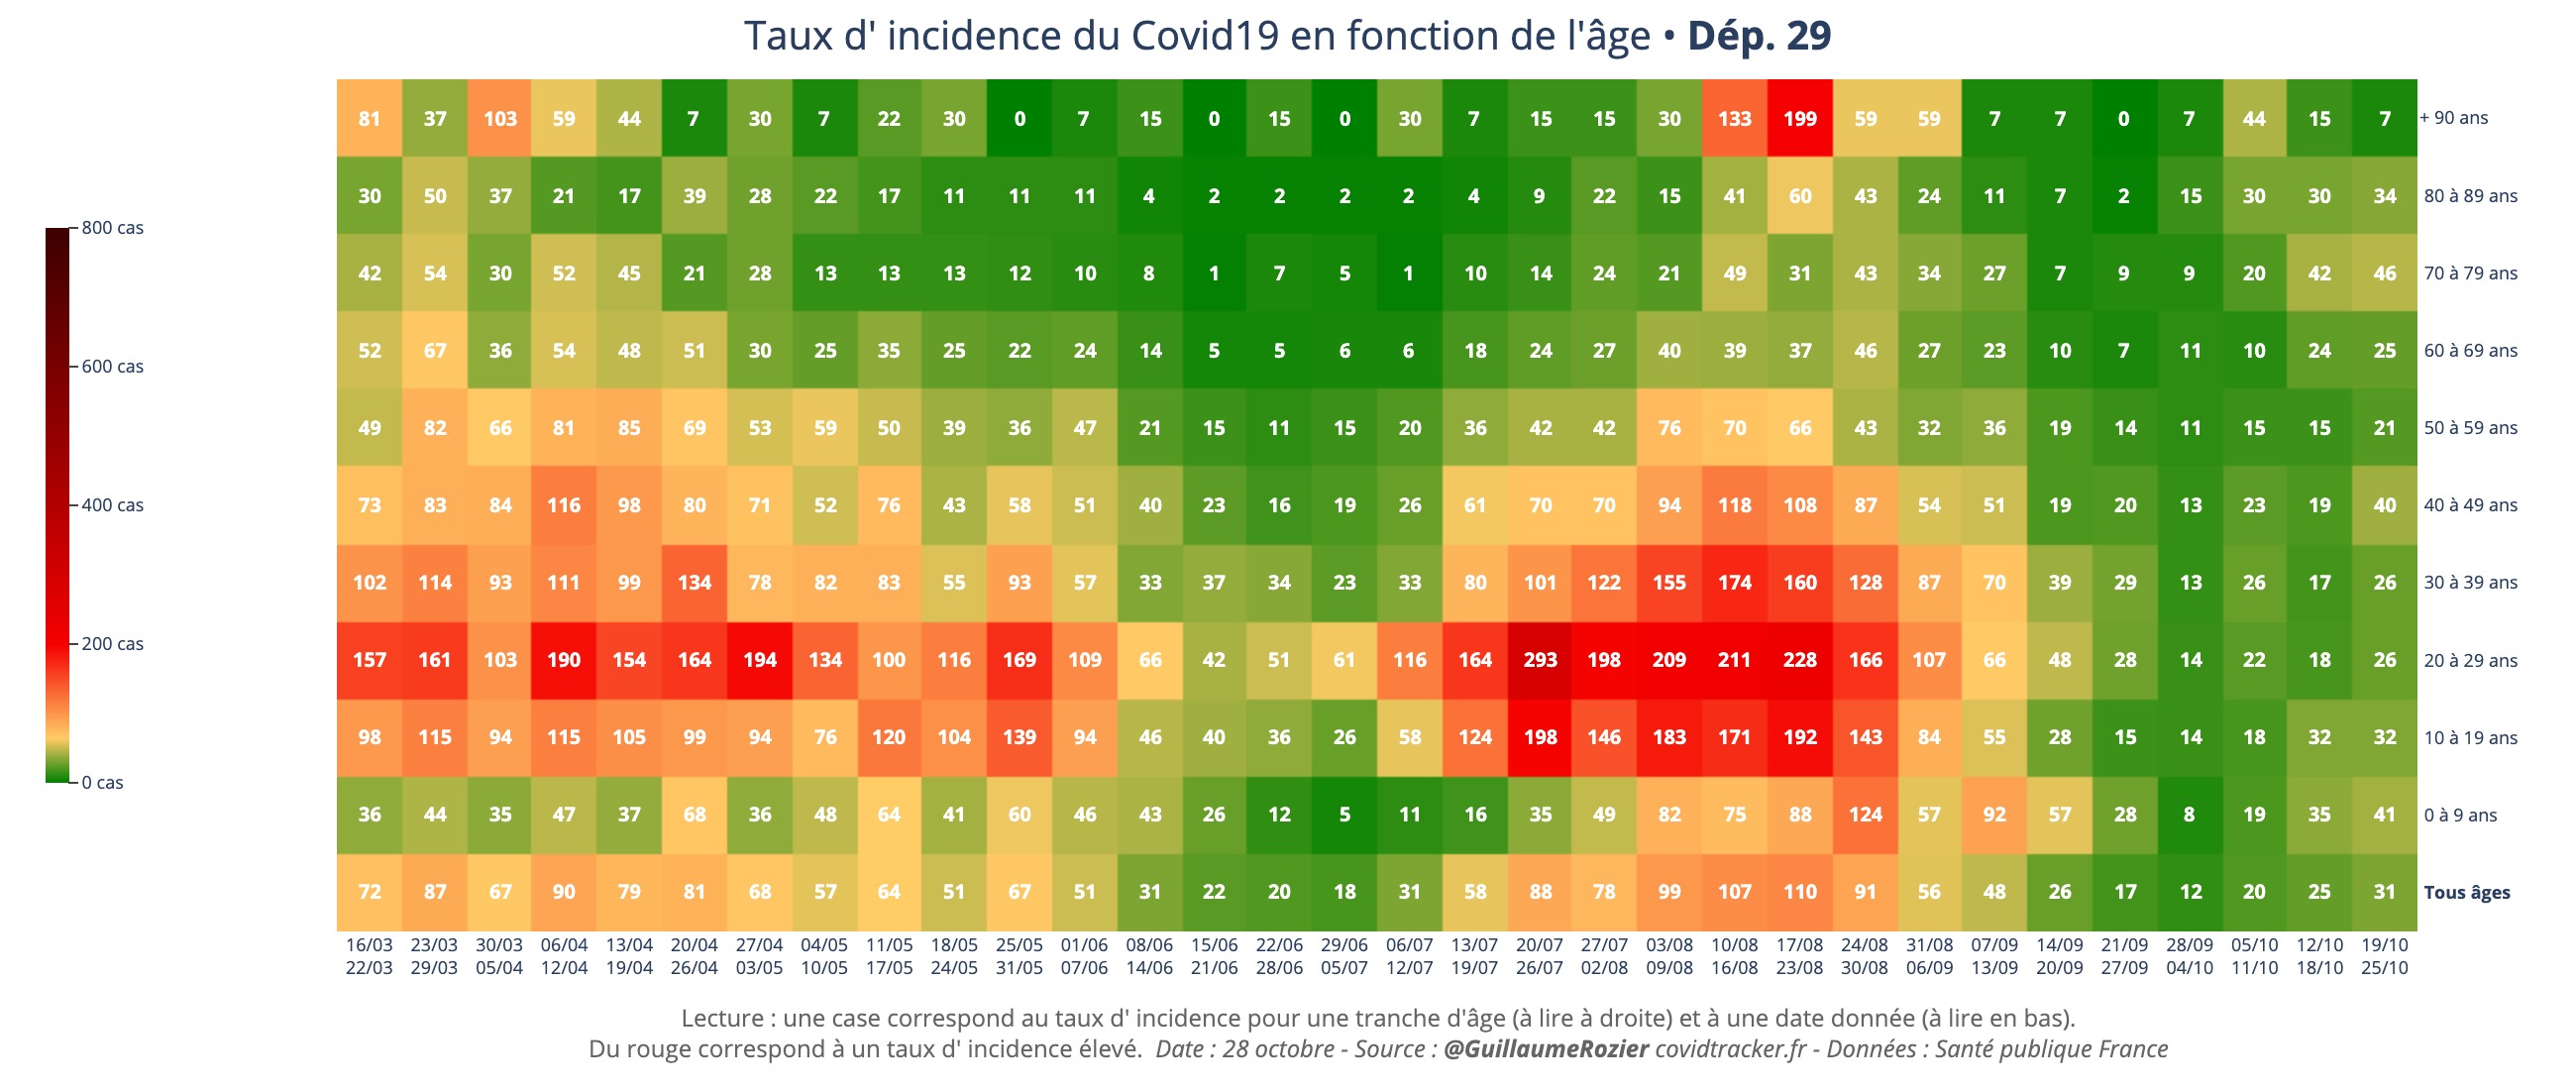 Taux d' incidence du Covid19 en fonction de l'âge • Dép. 29
81 37 103 59 44 7 30 7 22 30 0 7 15 0 15 0 30 7 15 15 30 133 199 59 59 7 7 0 7 44 15 7 + 90 ans
30 50 37 21 17 39 28 22 17 11 11 11 4 2 2 2 2 4 9 22 15 41 60 43 24 11 7 2 15 30 30 34 80 à 89 ans
800 cas
42 54 30 52 45 21 28 13 13 13 12 10 8 1 7 5 1 10 14 24 21 49 31 43 34 27 7 9 9 20 42 46 70 à 79 ans
52 67 36 54 48 51 30 25 35 25 22 24 14 5 5 6 6 18 24 27 40 39 37 46 27 23 10 7 11 10 24 25 60 à 69 ans
600 cas
49 82 66 81 85 69 53 59 50 39 36 47 21 15 11 15 20 36 42 42 76 70 66 43 32 36 19 14 11 15 15 21 50 à 59 ans
400 cas
73 83 84 116 98 80 71 52 76 43 58 51 40 23 16 19 26 61 70 70 94 118 108 87 54 51 19 20 13 23 19 40 40 à 49 ans
102 114 93 111 99 134 78 82 83 55 93 57 33 37 34 23 33 80 101 122 155 174 160 128 87 70 39 29 13 26 17 26 30 à 39 ans
200 cas
157 161 103 190 154 164 194 134 100 116 169 109 66 42 51 61 116 164 293 198 209 211 228 166 107 66 48 28 14 22 18 26 20 à 29 ans
98 115 94 115 105 99 94 76 120 104 139 94 46 40 36 26 58 124 198 146 183 171 192 143 84 55 28 15 14 18 32 32 10 à 19 ans
0 cas
36 44 35 47 37 68 36 48 64 41 60 46 43 26 12 5 11 16 35 49 82 75 88 124 57 92 57 28 8 19 35 41 0 à 9 ans
72 87 67 90 79 81 68 57 64 51 67 51 31 22 20 18 31 58 88 78 99 107 110 91 56 48 26 17 12 20 25 31 Tous âges
16/03 23/03 30/03 06/04 13/04 20/04 27/04 04/05 11/05 18/05 25/05 01/06 08/06 15/06 22/06 29/06 06/07 13/07 20/07 27/07 03/08 10/08 17/08 24/08 31/08 07/09 14/09 21/09 28/09 05/10 12/10 19/10
22/03 29/03 05/04 12/04 19/04 26/04 03/05 10/05 17/05 24/05 31/05 07/06 14/06 21/06 28/06 05/07 12/07 19/07 26/07 02/08 09/08 16/08 23/08 30/08 06/09 13/09 20/09 27/09 04/10 11/10 18/10 25/10
Lecture : une case correspond au taux d' incidence pour une tranche d'âge (à lire à droite) et à une date donnée (à lire en bas).
Du rouge correspond à un taux d' incidence élevé. Date : 28 octobre - Source : @GuillaumeRozier covidtracker.fr - Données : Santé publique France